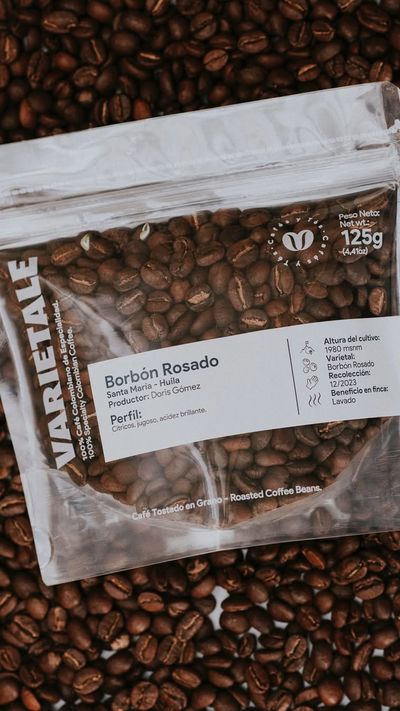 Cafés y Tés
Peso Neto:
Net wt.:
125g
(4,41oz)
VARIETALE
100% Café Colombiano de Especialidad.
100% Specialty Colombian Coffee.
Borbón Rosado
Santa Maria - Huila
Productor: Doris Gómez
Perfil:
Cítricos, jugoso, acidez brillante.
Altura del cultivo:
1980 msnm
Varietal:
Borbón Rosado
Recolección:
12/2023
Beneficio en finca:
Lavado
Café Tostado en Grano - Roasted Coffee Beans.